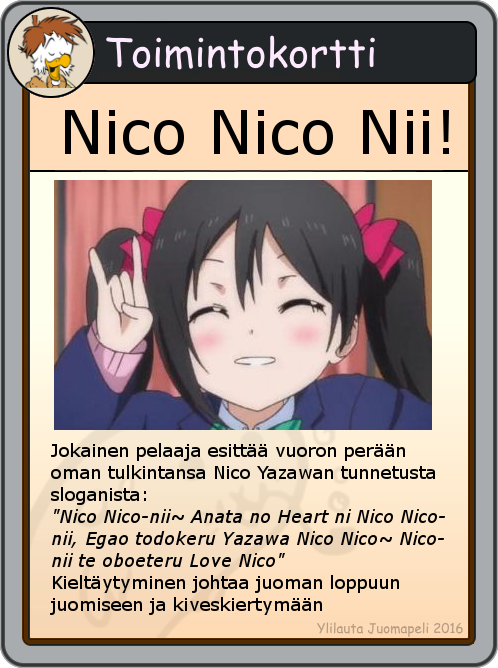 Toimintokortti
Nico Nico Nii!
Jokainen pelaaja esittää vuoron perään
oman tulkintansa Nico Yazawan tunnetusta
sloganista:
"Nico Nico-nii~ Anata no Heart ni Nico Nico-
nii, Egao todokeru Yazawa Nico Nico~ Nico-
nii te oboeteru Love Nico"
Kieltäytyminen johtaa juoman loppuun
juomiseen ja kiveskiertymään
Ylilauta Juomapeli 2016